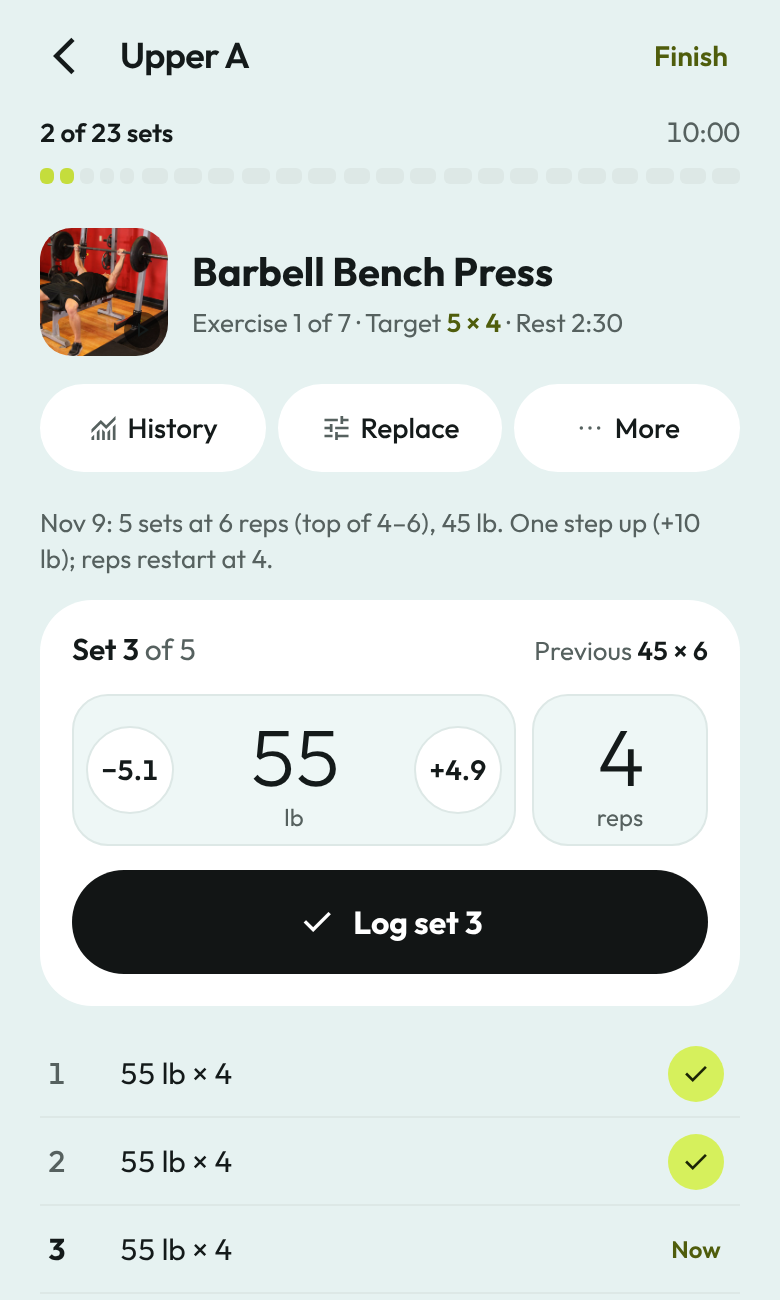 Upper A
Finish
2 of 23 sets
10:00
Barbell Bench Press
Exercise 1 of 7 · Target 5 × 4 · Rest 2:30
History
Replace
More
Nov 9: 5 sets at 6 reps (top of 4–6), 45 lb. One step up (+10
lb); reps restart at 4.
Set 3 of 5
Previous 45 × 6
−5.1
55
lb
+4.9
4
reps
Log set 3
1 55 lb × 4
2 55 lb × 4
3 55 lb × 4 Now